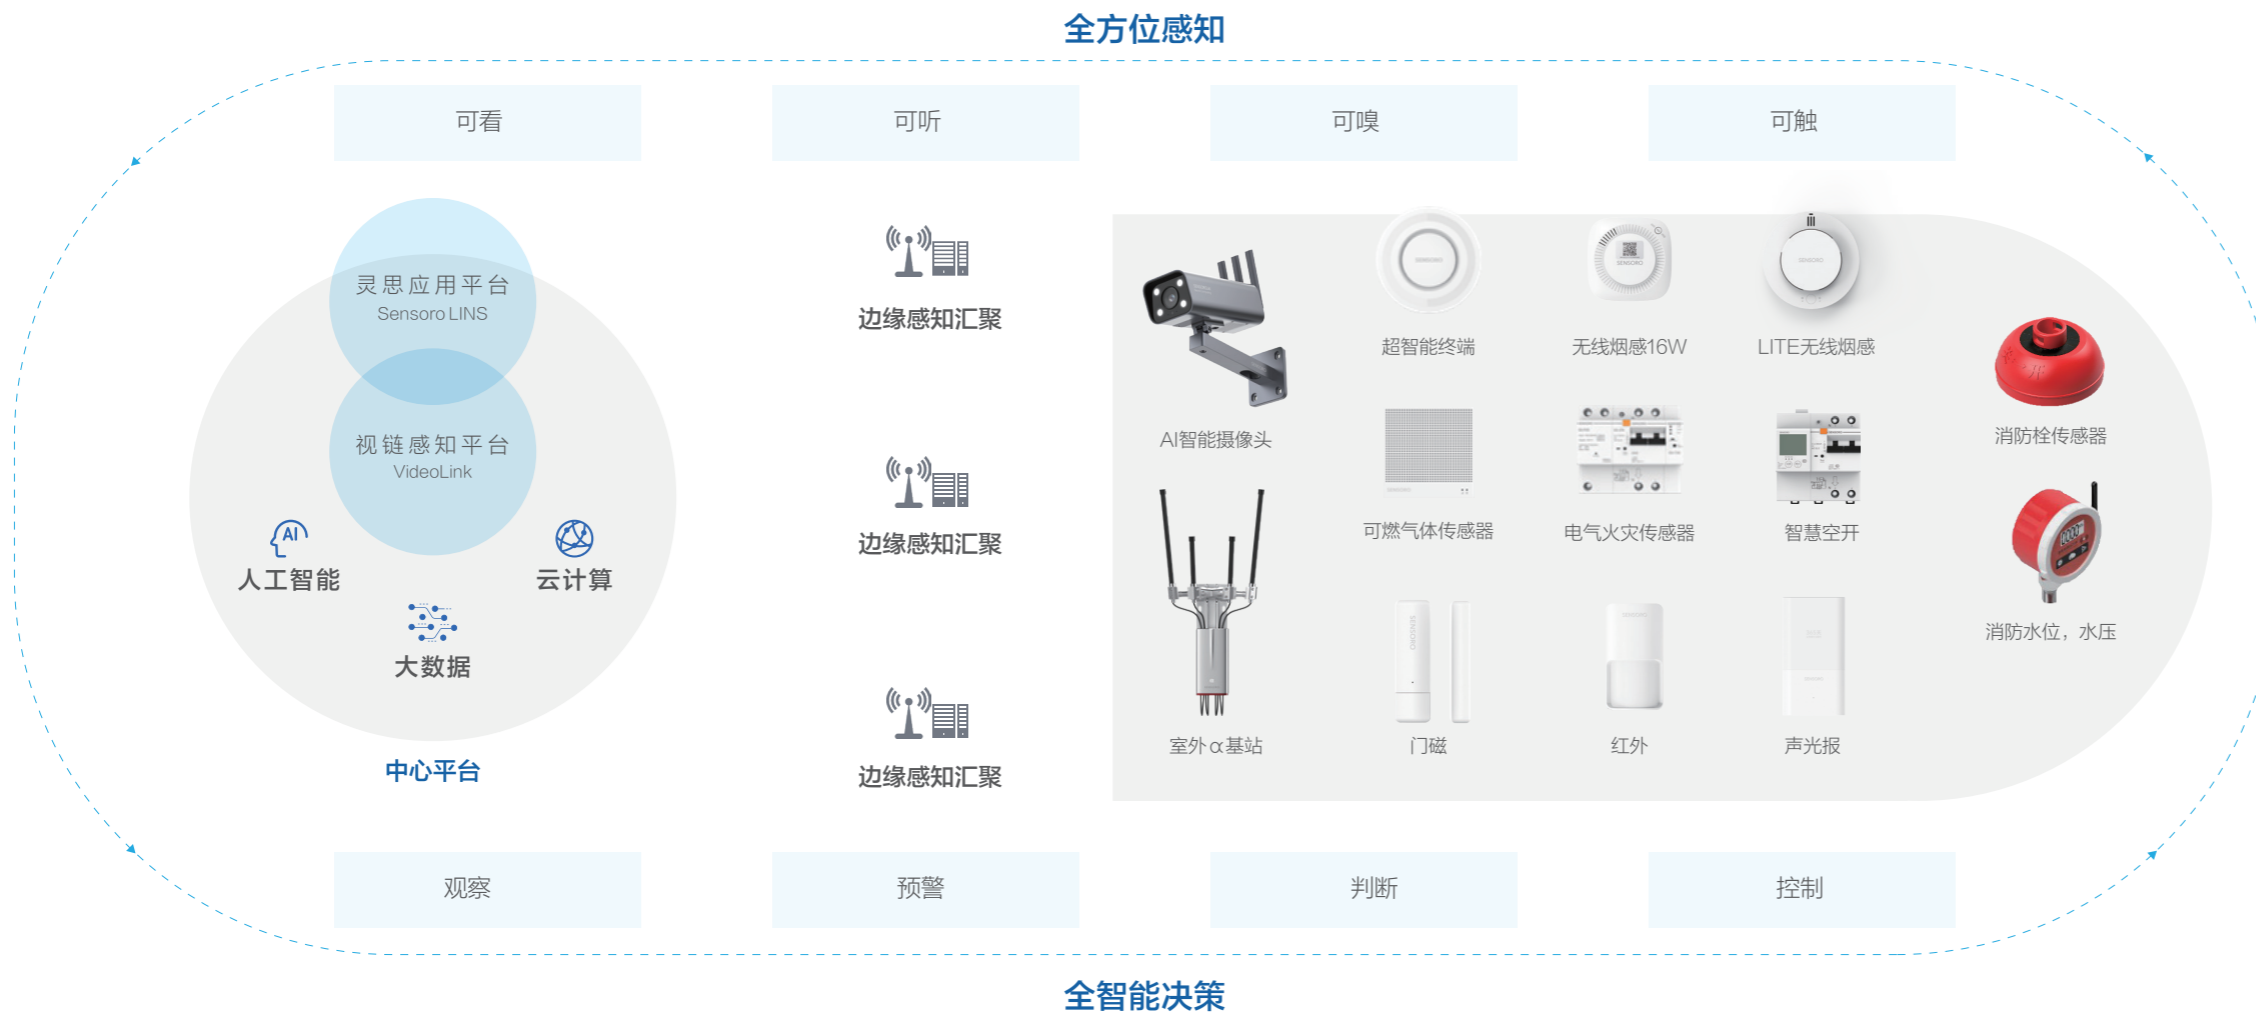 全方位感知
可看
可听
可嗅
可触
灵思应用平台
Sensoro LINS
视链感知平台
VideoLink
AI
人工智能
云计算
大数据
中心平台
边缘感知汇聚
边缘感知汇聚
边缘感知汇聚
AI智能摄像头
室外α基站
SENSORO
超智能终端
SENSORO
无线烟感16W
SENSORO
LITE无线烟感
SENSORO
可燃气体传感器
电气火灾传感器
智慧空开
SENSORO
门磁
SENSORO
红外
声光报
消防栓传感器
消防水位，水压
观察
预警
判断
控制
全智能决策